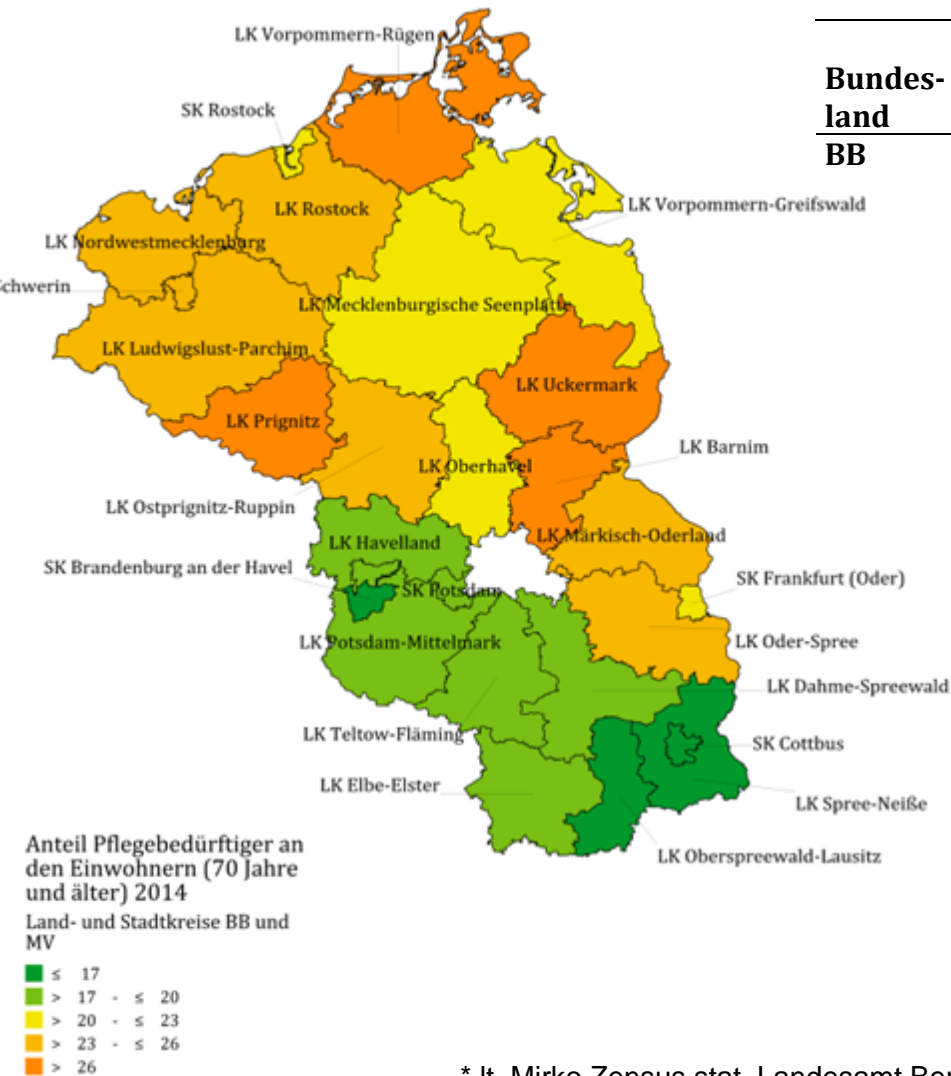 LK Vorpommern-Rügen
Bundes-
land
BB
SK Rostock
LK Rostock
LK Vorpommern-Greifswald
LK Nordwestmecklenburg
chwerin
LK Mecklenburgische Seenplatte
LK Ludwigslust-Parchim
LK Uckermark
LK Prignitz
LK Barnim
LK Oberhavel
LK Ostprignitz-Ruppin
LK Märkisch-Oderland
LK Havelland
SK Brandenburg an der Havel
SK Frankfurt (Oder)
SK Potsdam
LK Potsdam-Mittelmark
LK Oder-Spree
LK Dahme-Spreewald
LK Teltow-Fläming
SK Cottbus
LK Elbe-Elster
LK Spree-Neiße
LK Oberspreewald-Lausitz
Anteil Pflegebedürftiger an
den Einwohnern (70 Jahre
und älter) 2014
Land- und Stadtkreise BB und
MV
≤ 17
> 17 - ≤ 20
> 20 - ≤ 23
> 23 - ≤ 26
> 26
* lt. Mirko Zensus stat. Landesamt